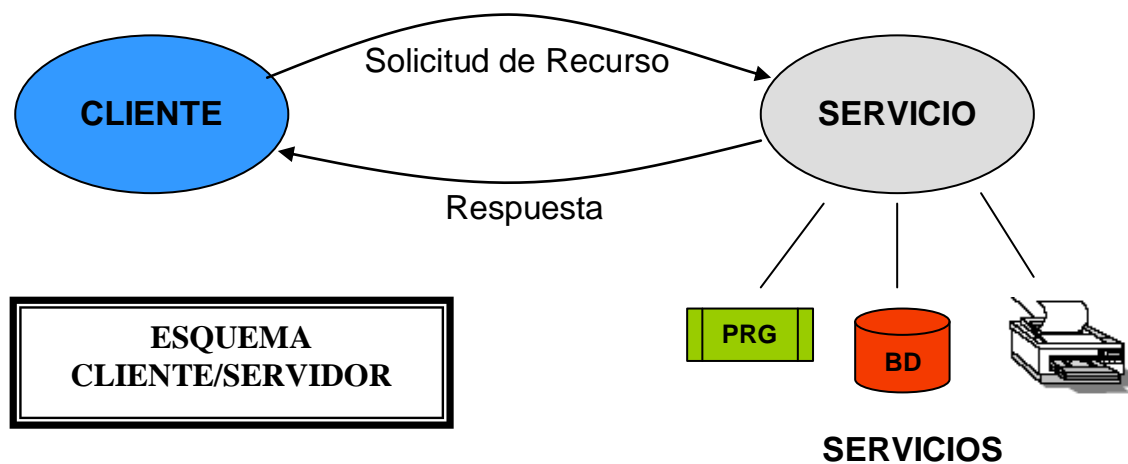 Solicitud de Recurso
CLIENTE
SERVICIO
Respuesta
ESQUEMA
CLIENTE/SERVIDOR
PRG
BD
SERVICIOS